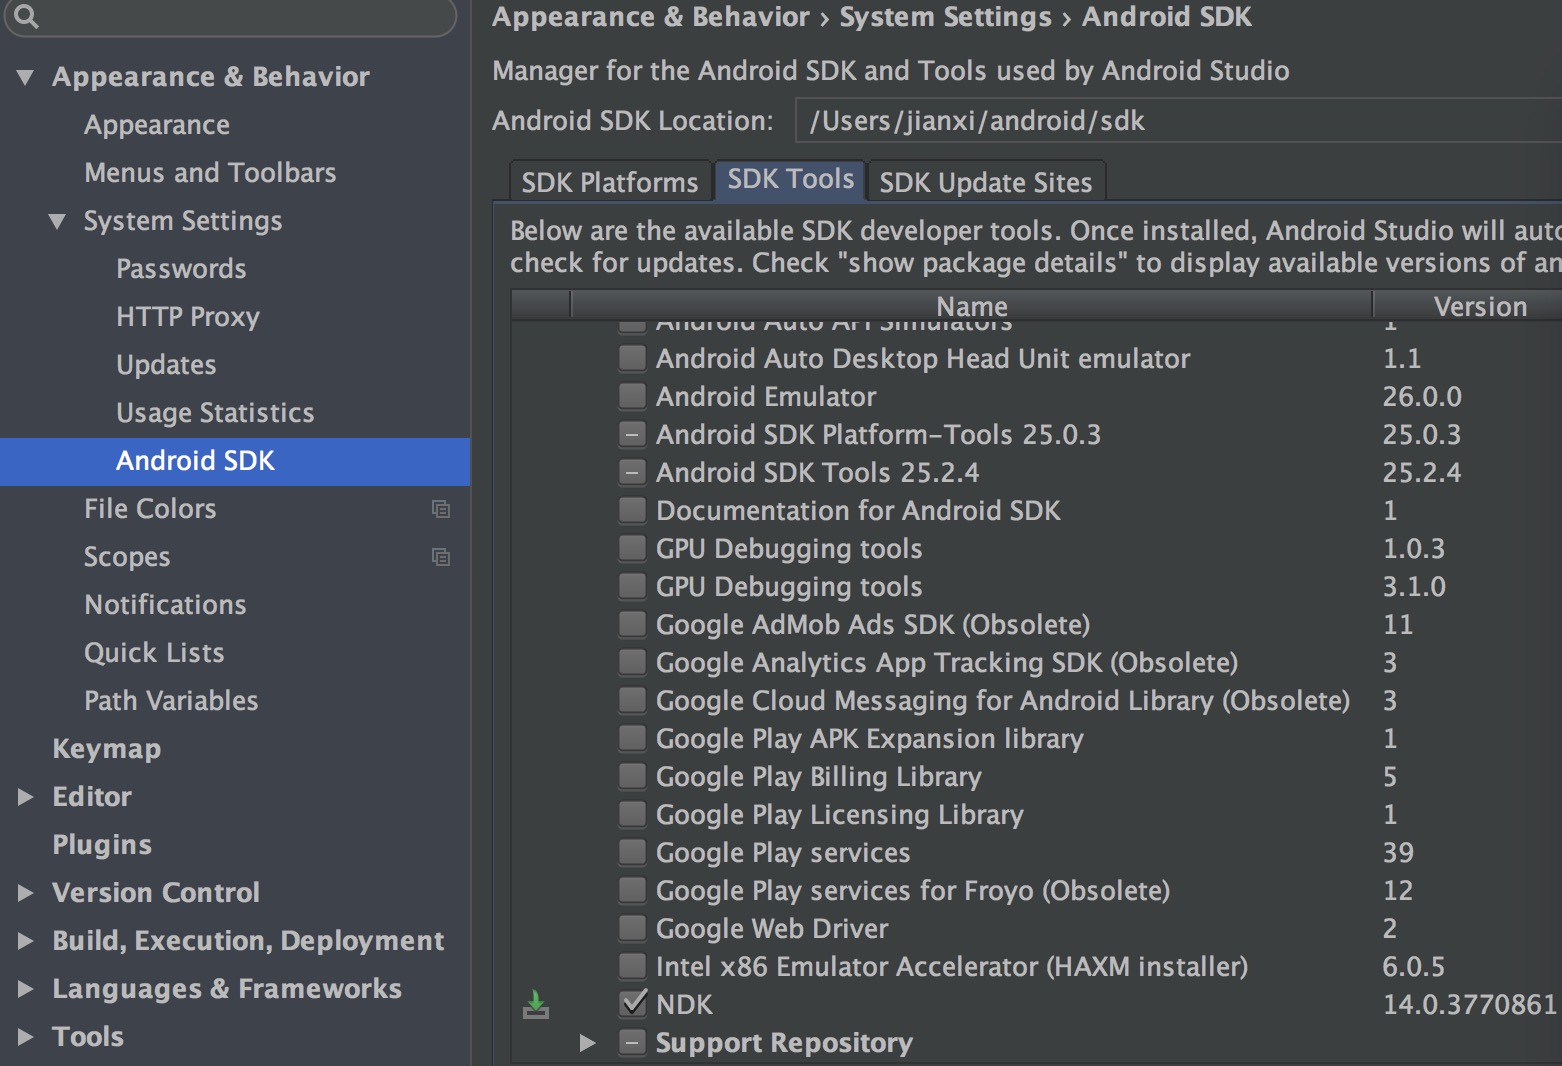 Appearance & Behavior
Appearance
Menus and Toolbars
System Settings
Passwords
HTTP Proxy
Updates
Usage Statistics
Android SDK
File Colors
Scopes
Notifications
Quick Lists
Path Variables
Keymap
Editor
Plugins
Version Control
Build, Execution, Deployment
Languages & Frameworks
Tools
Appearance & Behavior › System Settings › Android SDK
Manager for the Android SDK and Tools used by Android Studio
Android SDK Location: /Users/jianxi/android/sdk
SDK Platforms SDK Tools SDK Update Sites
Below are the available SDK developer tools. Once installed, Android Studio will auto
check for updates. Check "show package details" to display available versions of an
Name Version
Android Auto API Simulators 1
Android Auto Desktop Head Unit emulator 1.1
Android Emulator 26.0.0
Android SDK Platform-Tools 25.0.3 25.0.3
Android SDK Tools 25.2.4 25.2.4
Documentation for Android SDK 1
GPU Debugging tools 1.0.3
GPU Debugging tools 3.1.0
Google AdMob Ads SDK (Obsolete) 11
Google Analytics App Tracking SDK (Obsolete) 3
Google Cloud Messaging for Android Library (Obsolete) 3
Google Play APK Expansion library 1
Google Play Billing Library 5
Google Play Licensing Library 1
Google Play services 39
Google Play services for Froyo (Obsolete) 12
Google Web Driver 2
Intel x86 Emulator Accelerator (HAXM installer) 6.0.5
NDK 14.0.3770861
Support Repository